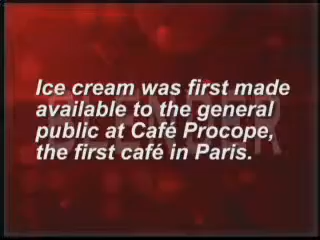 Ice cream was first made
available to the general
public at Café Procope,
the first café in Paris.